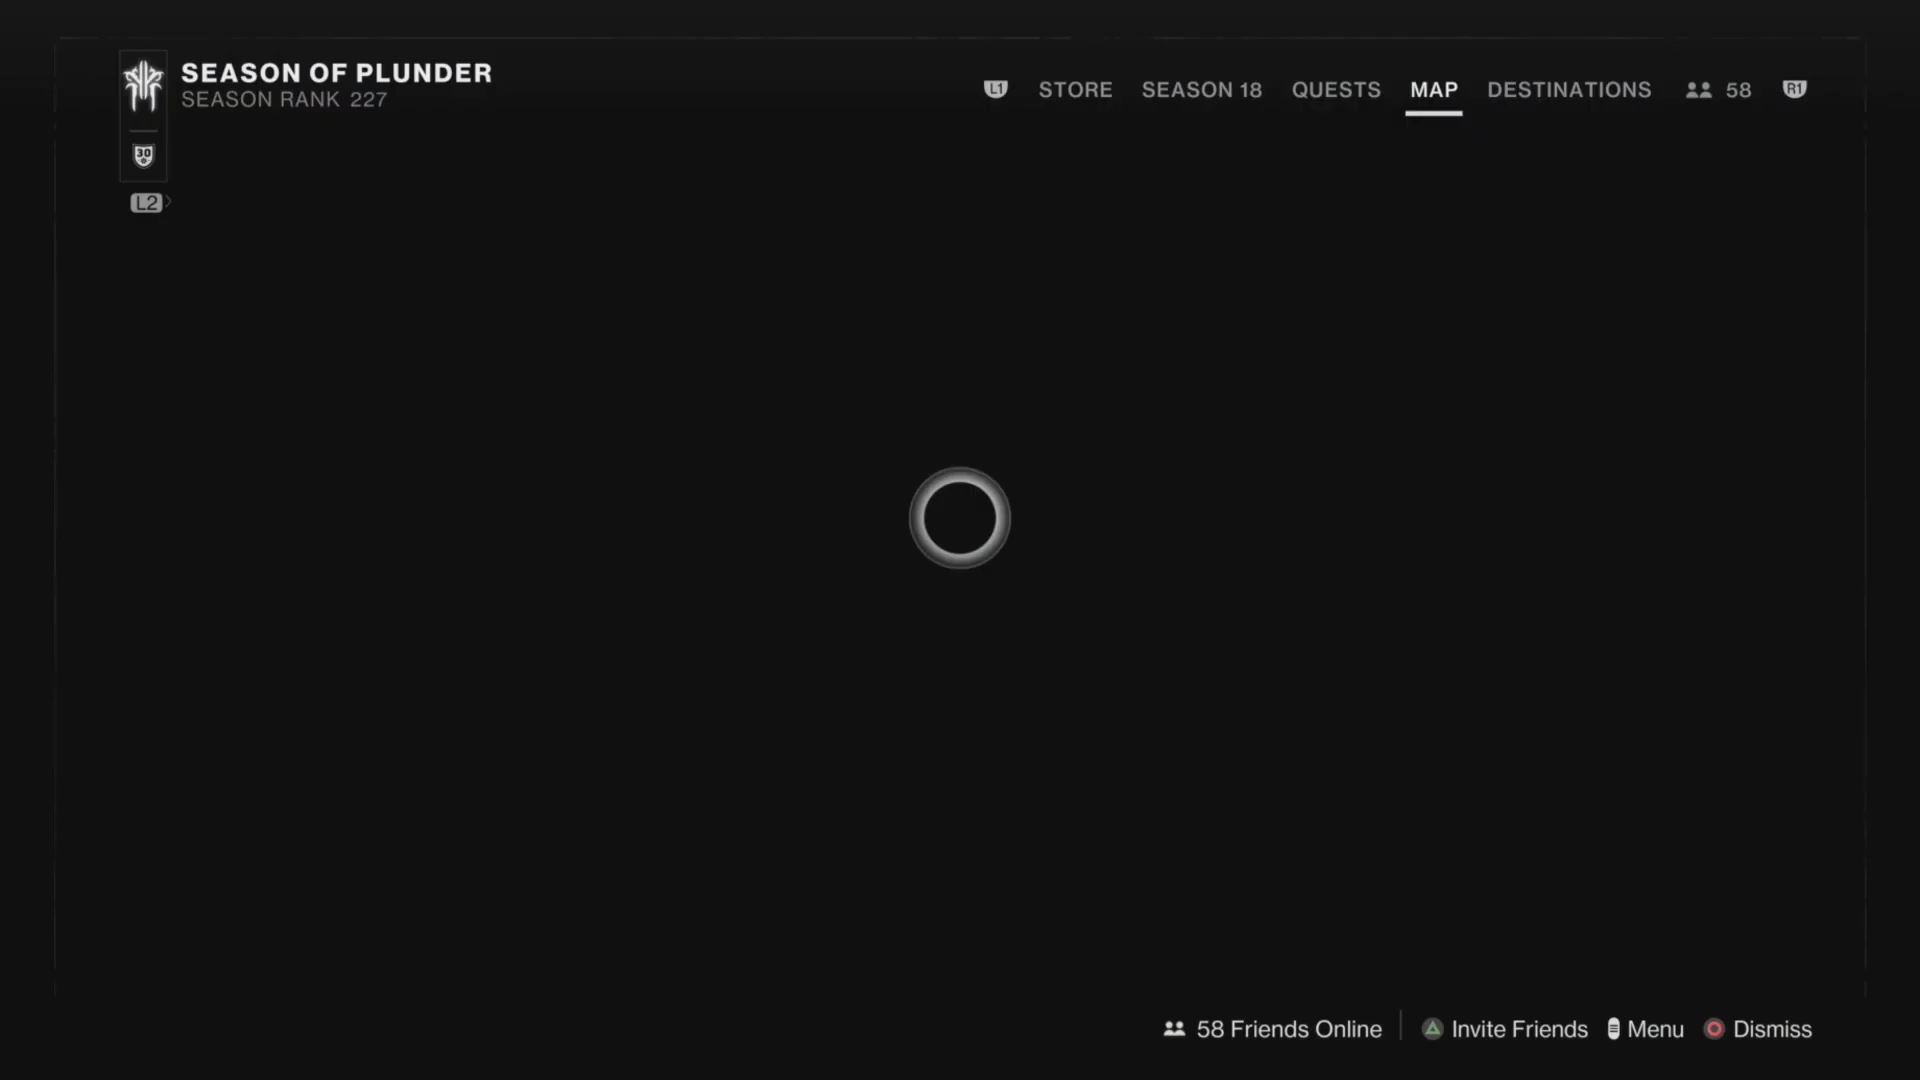 SEASON OF PLUNDER
SEASON RANK 227
30
L2
L1 STORE SEASON 18 QUESTS MAP DESTINATIONS 58 R1
58 Friends Online Invite Friends Menu Dismiss